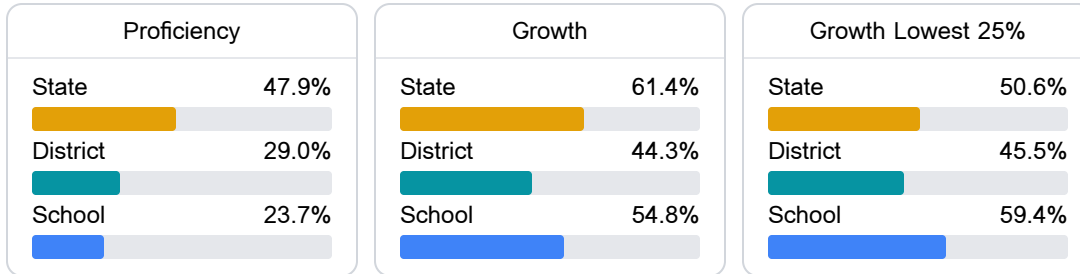 Proficiency
State 47.9%
District 29.0%
School 23.7%
Growth
State 61.4%
District 44.3%
School 54.8%
Growth Lowest 25%
State 50.6%
District 45.5%
School 59.4%